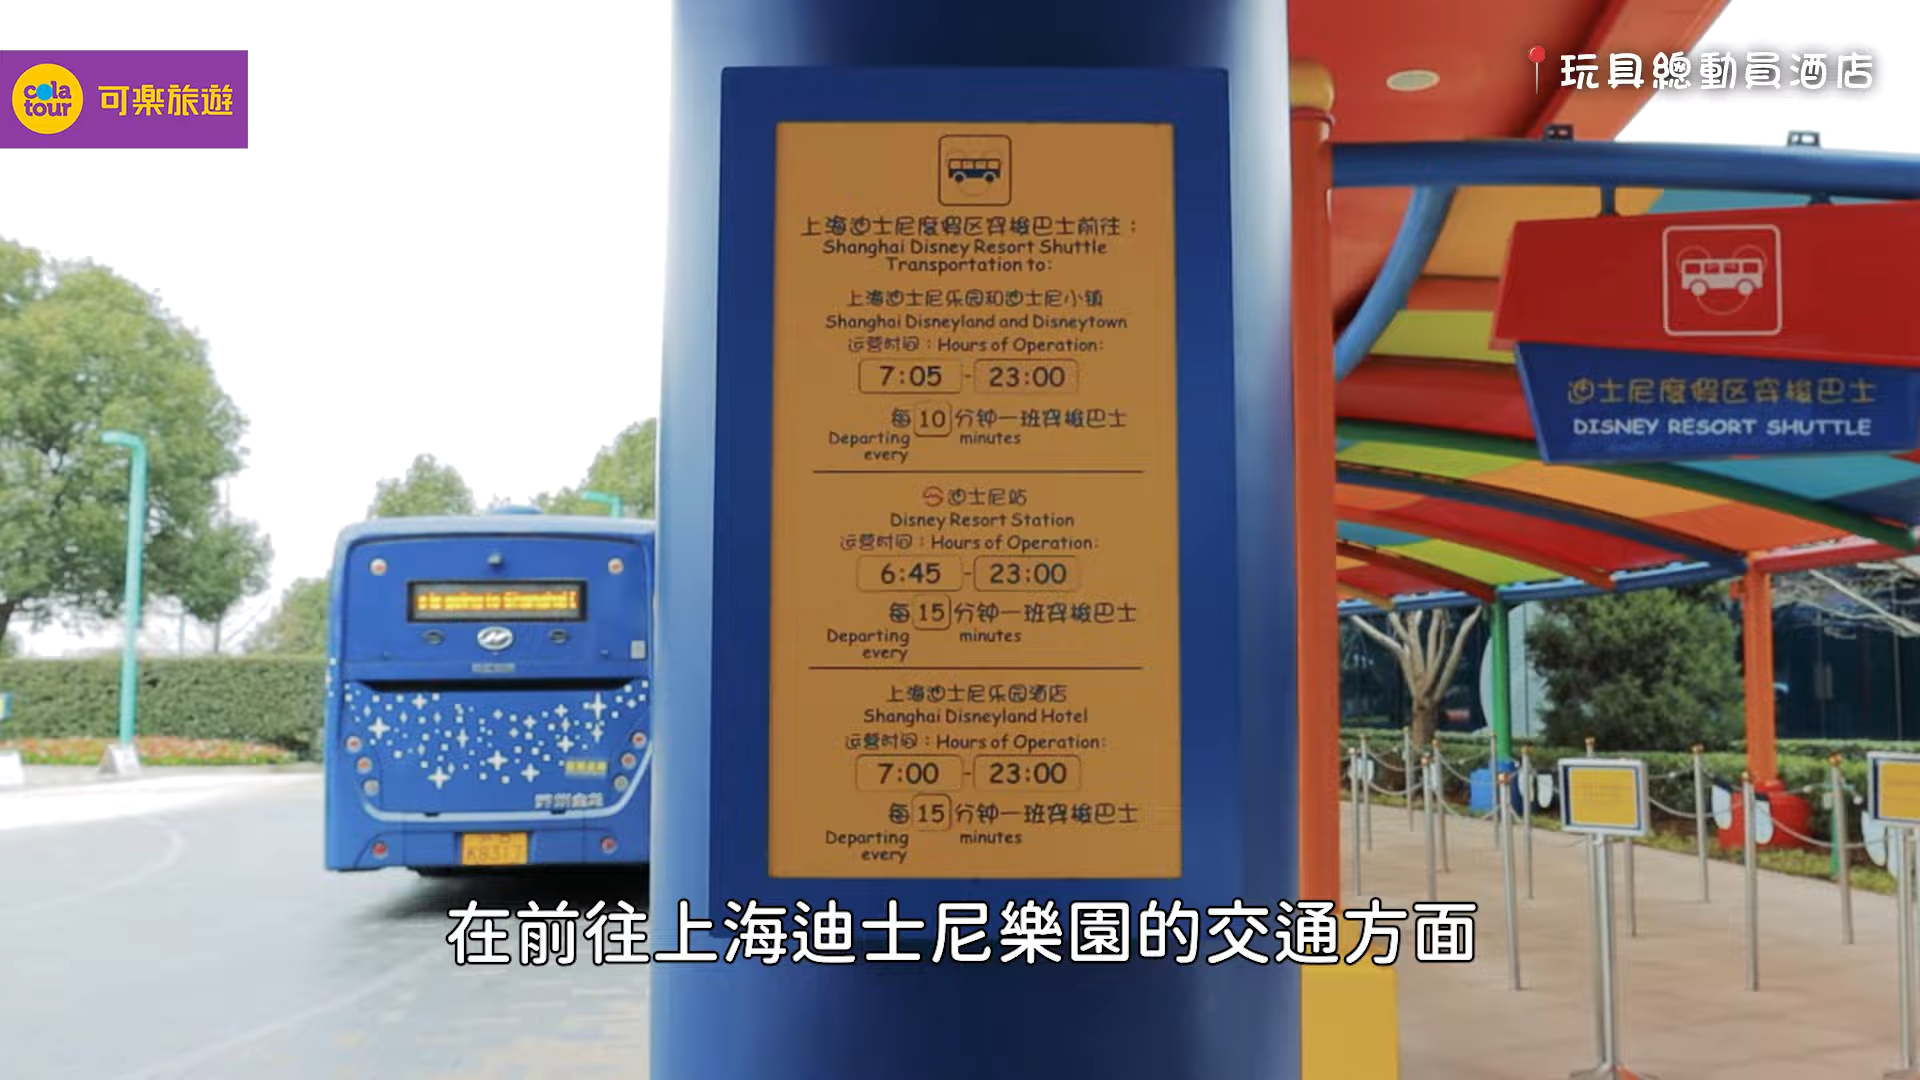 cola
tour
可樂旅遊
玩具總動員酒店
上海迪士尼度假区穿梭巴士前往：
Shanghai Disney Resort Shuttle
Transportation to:
上海迪士尼乐园和迪士尼小镇
Shanghai Disneyland and Disneytown
运营时间：Hours of Operation:
7:05 - 23:00
每 10 分钟一班穿梭巴士
Departing every minutes
迪士尼站
Disney Resort Station
运营时间：Hours of Operation:
6:45 - 23:00
每 15 分钟一班穿梭巴士
Departing every minutes
上海迪士尼乐园酒店
Shanghai Disneyland Hotel
运营时间：Hours of Operation:
7:00 - 23:00
每 15 分钟一班穿梭巴士
Departing every minutes
迪士尼度假区穿梭巴士
DISNEY RESORT SHUTTLE
K8317
在前往上海迪士尼樂園的交通方面